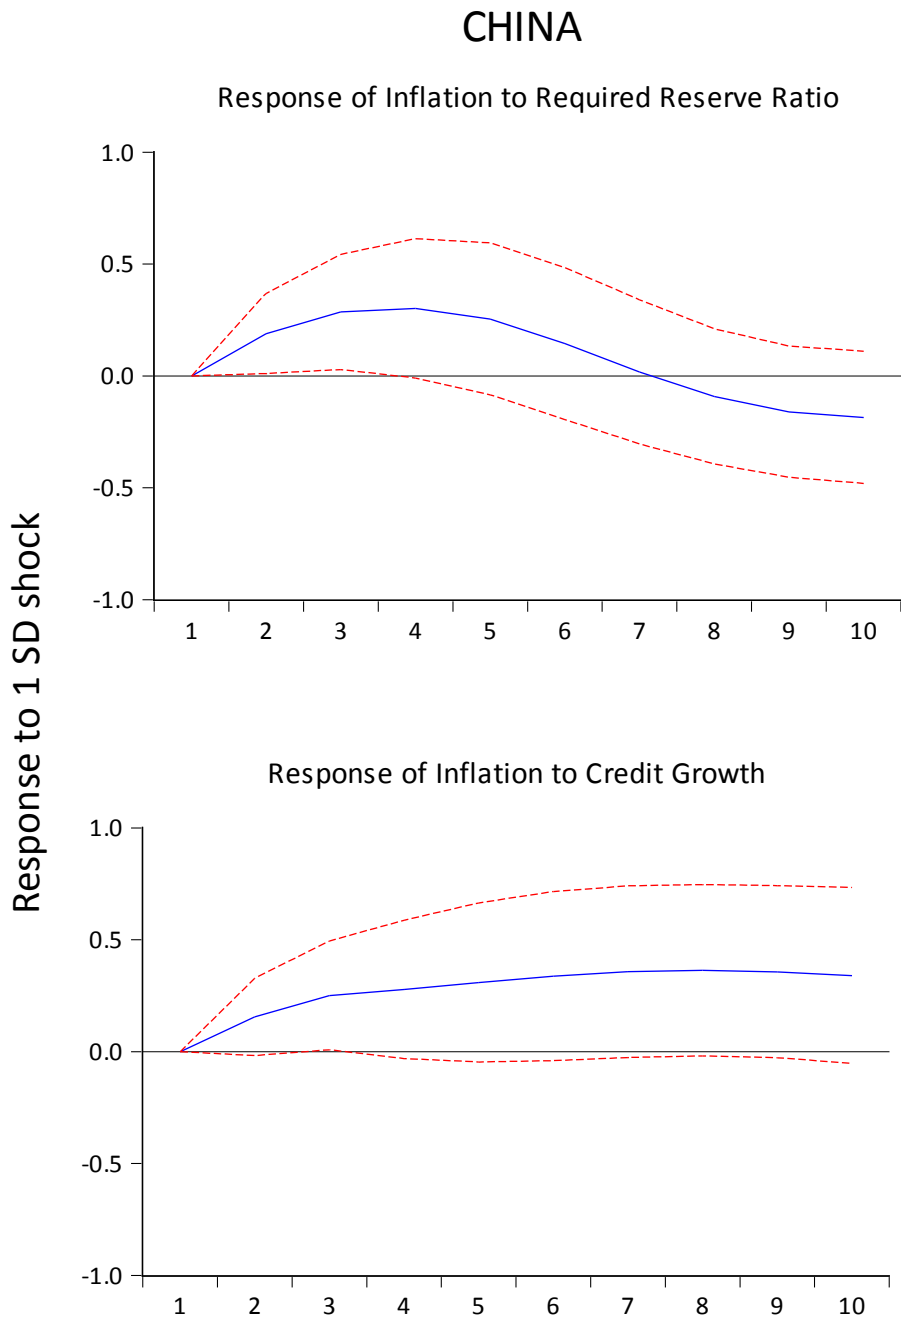 CHINA
Response of Inflation to Required Reserve Ratio
1.0
0.5
0.0
-0.5
-1.0
1 2 3 4 5 6 7 8 9 10
Response to 1 SD shock
Response of Inflation to Credit Growth
1.0
0.5
0.0
-0.5
-1.0
1 2 3 4 5 6 7 8 9 10